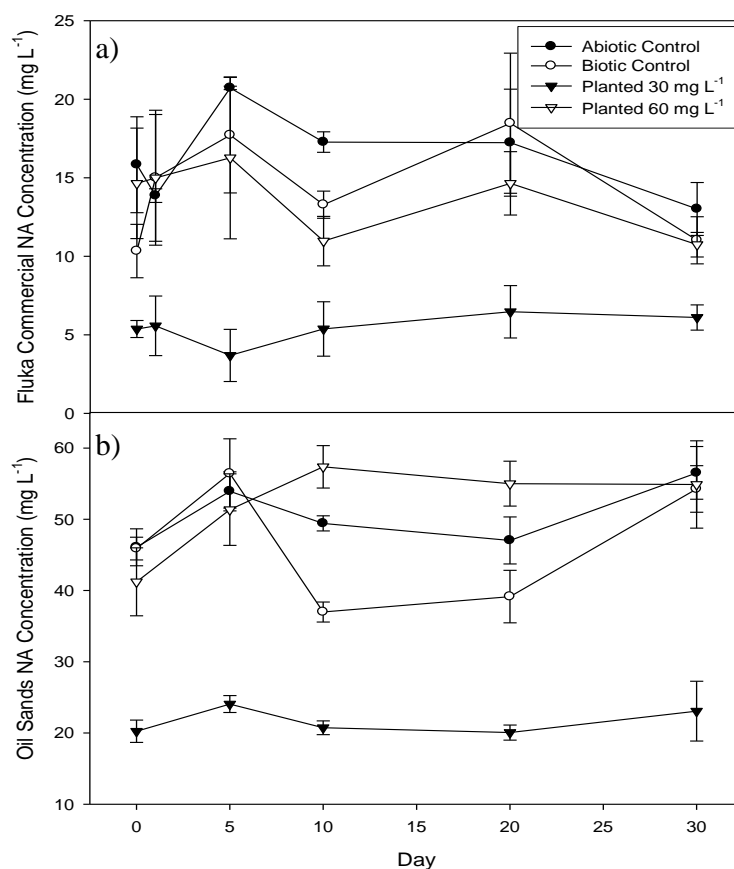 a)
Fluka Commercial NA Concentration (mg L⁻¹)
25
20
15
10
5
0
Abiotic Control
Biotic Control
Planted 30 mg L⁻¹
Planted 60 mg L⁻¹
b)
Oil Sands NA Concentration (mg L⁻¹)
60
50
40
30
20
10
0 5 10 15 20 25 30
Day